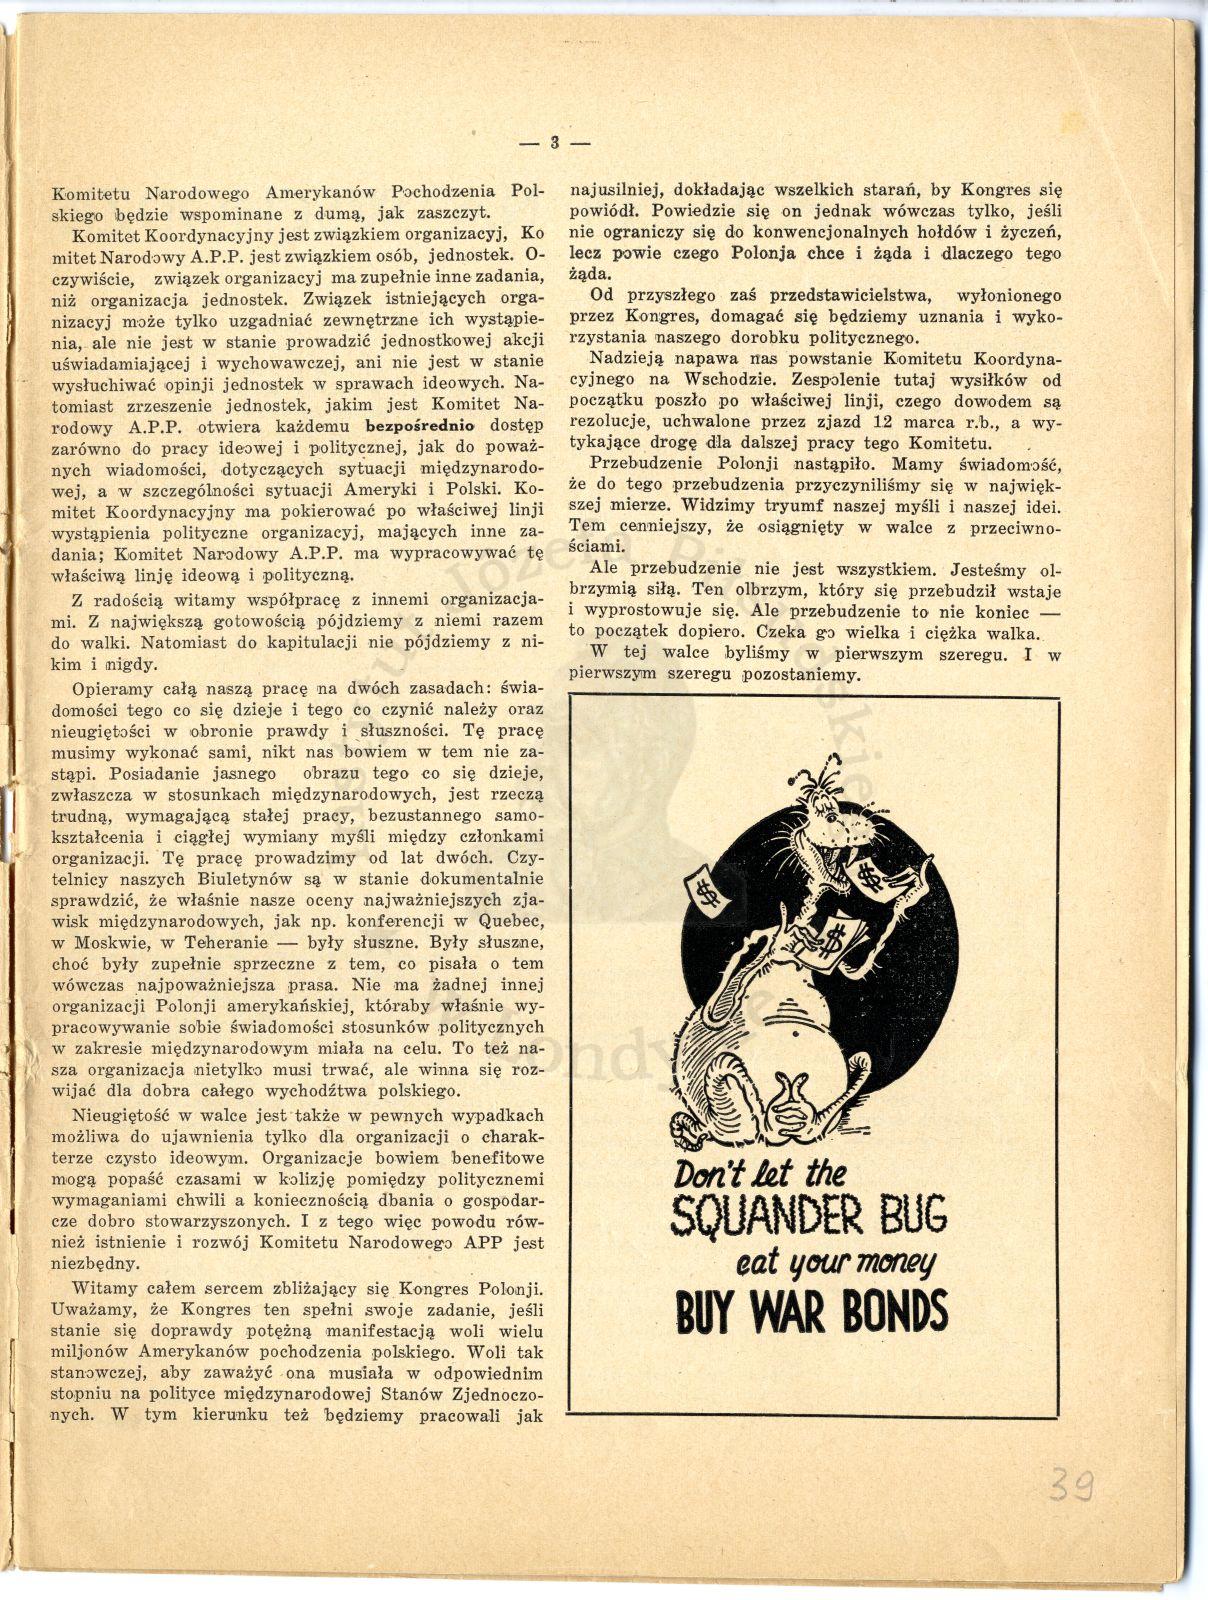 — 3 —
Komitetu Narodowego Amerykanów Pochodzenia Pol-
skiego będzie wspominane z dumą, jak zaszczyt.
Komitet Koordynacyjny jest związkiem organizacyj, Ko
mitet Narodowy A.P.P. jest związkiem osób, jednostek. O-
czywiście, związek organizacyj ma zupełnie inne zadania,
niż organizacja jednostek. Związek istniejących orga-
nizacyj może tylko uzgadniać zewnętrzne ich wystąpie-
nia, ale nie jest w stanie prowadzić jednostkowej akcji
uświadamiającej i wychowawczej, ani nie jest w stanie
wysłuchiwać opinji jednostek w sprawach ideowych. Na-
tomiast zrzeszenie jednostek, jakim jest Komitet Na-
rodowy A.P.P. otwiera każdemu bezpośrednio dostęp
zarówno do pracy ideowej i politycznej, jak do poważ-
nych wiadomości, dotyczących sytuacji międzynarodo-
wej, a w szczególności sytuacji Ameryki i Polski. Ko-
mitet Koordynacyjny ma pokierować po właściwej linji
wystąpienia polityczne organizacyj, mających inne za-
dania; Komitet Narodowy A.P.P. ma wypracowywać tę
właściwą linję ideową i polityczną.
Z radością witamy współpracę z innemi organizacja-
mi. Z największą gotowością pójdziemy z niemi razem
do walki. Natomiast do kapitulacji nie pójdziemy z ni-
kim i nigdy.
Opieramy całą naszą pracę na dwóch zasadach: świa-
domości tego co się dzieje i tego co czynić należy oraz
nieugiętości w obronie prawdy i słuszności. Tę pracę
musimy wykonać sami, nikt nas bowiem w tem nie za-
stąpi. Posiadanie jasnego obrazu tego co się dzieje,
zwłaszcza w stosunkach międzynarodowych, jest rzeczą
trudną, wymagającą stałej pracy, bezustannego samo-
kształcenia i ciągłej wymiany myśli między członkami
organizacji. Tę pracę prowadzimy od lat dwóch. Czy-
telnicy naszych Biuletynów są w stanie dokumentalnie
sprawdzić, że właśnie nasze oceny najważniejszych zja-
wisk międzynarodowych, jak np. konferencji w Quebec,
w Moskwie, w Teheranie — były słuszne. Były słuszne,
choć były zupełnie sprzeczne z tem, co pisała o tem
wówczas najpoważniejsza prasa. Nie ma żadnej innej
organizacji Polonji amerykańskiej, któraby właśnie wy-
pracowywanie sobie świadomości stosunków politycznych
w zakresie międzynarodowym miała na celu. To też na-
sza organizacja nietylko musi trwać, ale winna się roz-
wijać dla dobra całego wychodźtwa polskiego.
Nieugiętość w walce jest także w pewnych wypadkach
możliwa do ujawnienia tylko dla organizacji o charak-
terze czysto ideowym. Organizacje bowiem benefitowe
mogą popaść czasami w kolizję pomiędzy politycznemi
wymaganiami chwili a koniecznością dbania o gospodar-
cze dobro stowarzyszonych. I z tego więc powodu rów-
nież istnienie i rozwój Komitetu Narodowego APP jest
niezbędny.
Witamy całem sercem zbliżający się Kongres Polonji.
Uważamy, że Kongres ten spełni swoje zadanie, jeśli
stanie się doprawdy potężną manifestacją woli wielu
miljonów Amerykanów pochodzenia polskiego. Woli tak
stanowczej, aby zaważyć ona musiała w odpowiednim
stopniu na polityce międzynarodowej Stanów Zjednoczo-
nych. W tym kierunku też będziemy pracowali jak
najusilniej, dokładając wszelkich starań, by Kongres się
powiódł. Powiedzie się on jednak wówczas tylko, jeśli
nie ograniczy się do konwencjonalnych hołdów i życzeń,
lecz powie czego Polonja chce i żąda i dlaczego tego
żąda.
Od przyszłego zaś przedstawicielstwa, wyłonionego
przez Kongres, domagać się będziemy uznania i wyko-
rzystania naszego dorobku politycznego.
Nadzieją napawa nas powstanie Komitetu Koordyna-
cyjnego na Wschodzie. Zespolenie tutaj wysiłków od
początku poszło po właściwej linji, czego dowodem są
rezolucje, uchwalone przez zjazd 12 marca r.b., a wy-
tykające drogę dla dalszej pracy tego Komitetu.
Przebudzenie Polonji nastąpiło. Mamy świadomość,
że do tego przebudzenia przyczyniliśmy się w najwięk-
szej mierze. Widzimy tryumf naszej myśli i naszej idei.
Tem cenniejszy, że osiągnięty w walce z przeciwno-
ściami.
Ale przebudzenie nie jest wszystkiem. Jesteśmy ol-
brzymią siłą. Ten olbrzym, który się przebudził wstaje
i wyprostowuje się. Ale przebudzenie to nie koniec —
to początek dopiero. Czeka go wielka i ciężka walka.
W tej walce byliśmy w pierwszym szeregu. I w
pierwszym szeregu pozostaniemy.
$
$
$
Don't let the
SQUANDER BUG
eat your money
BUY WAR BONDS
39